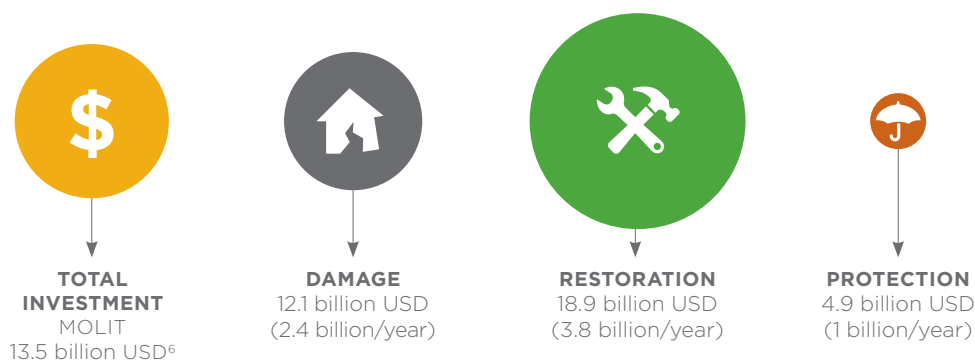 $
TOTAL
INVESTMENT
MOLIT
13.5 billion USD⁶
DAMAGE
12.1 billion USD
(2.4 billion/year)
RESTORATION
18.9 billion USD
(3.8 billion/year)
PROTECTION
4.9 billion USD
(1 billion/year)